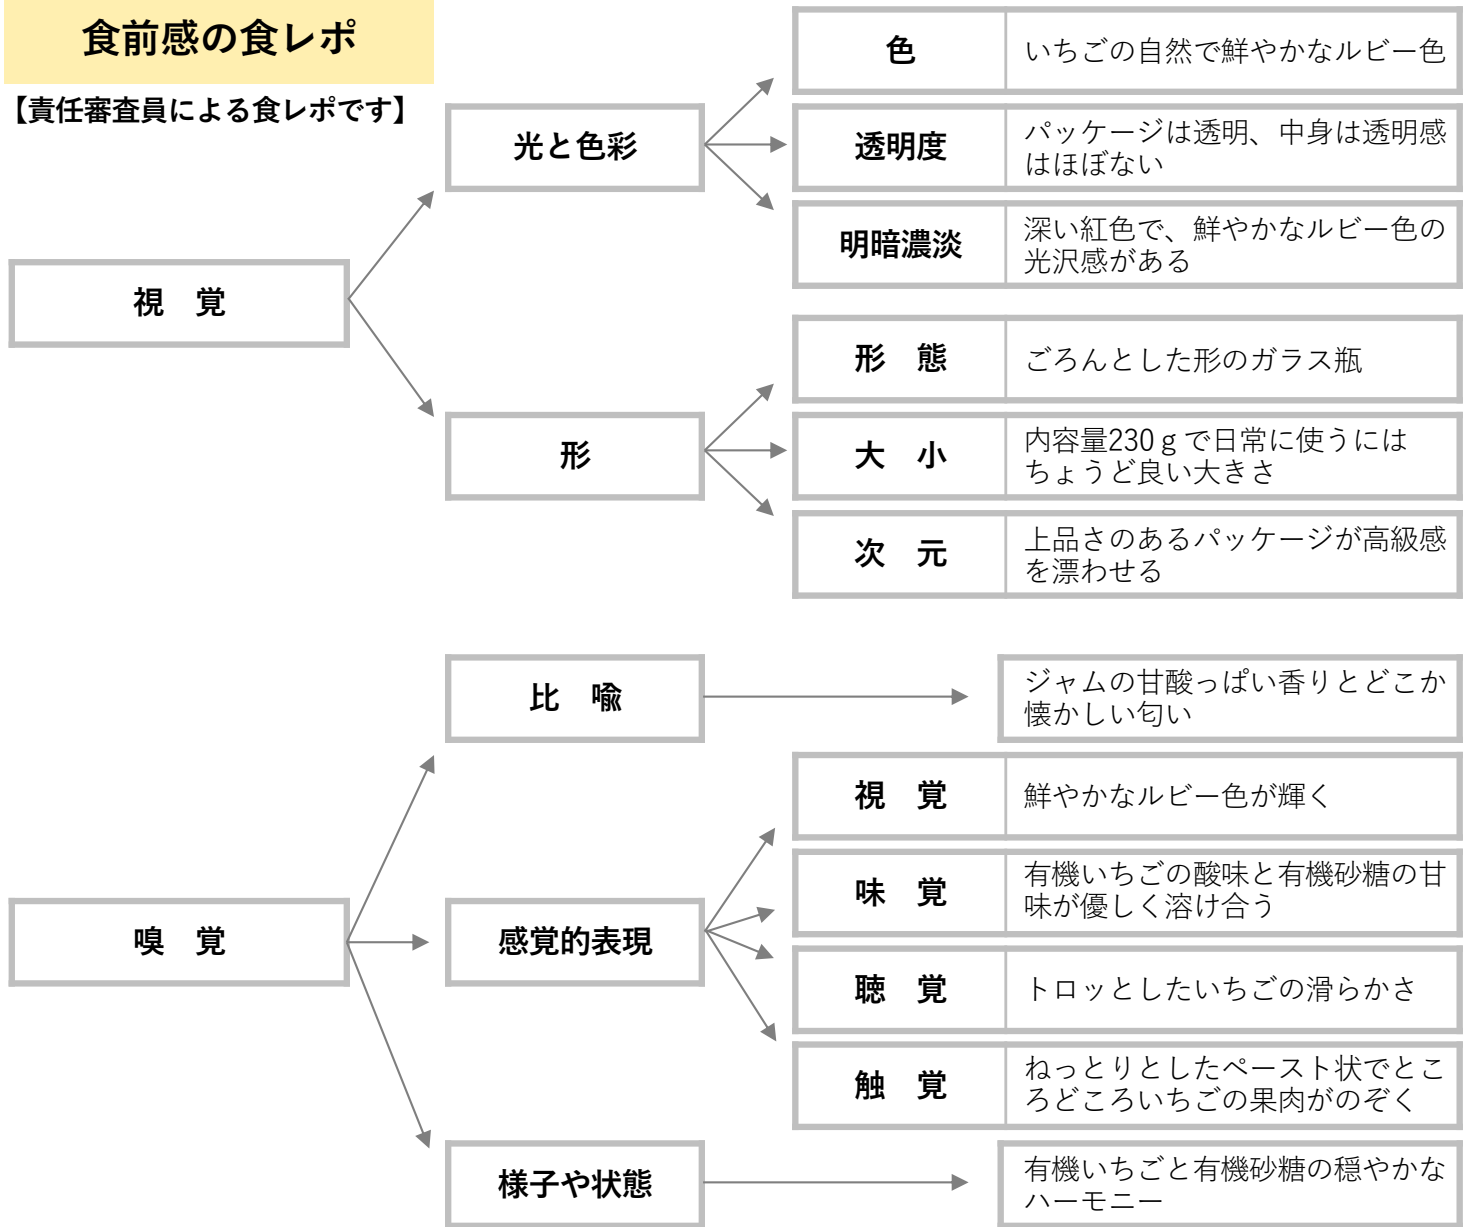 食前感の食レポ
【責任審査員による食レポです】
視　覚
光と色彩
色
いちごの自然で鮮やかなルビー色
透明度
パッケージは透明、中身は透明感
はほぼない
明暗濃淡
深い紅色で、鮮やかなルビー色の
光沢感がある
形
形　態
ごろんとした形のガラス瓶
大　小
内容量230ｇで日常に使うには
ちょうど良い大きさ
次　元
上品さのあるパッケージが高級感
を漂わせる
嗅　覚
比　喩
ジャムの甘酸っぱい香りとどこか
懐かしい匂い
感覚的表現
視　覚
鮮やかなルビー色が輝く
味　覚
有機いちごの酸味と有機砂糖の甘
味が優しく溶け合う
聴　覚
トロッとしたいちごの滑らかさ
触　覚
ねっとりとしたペースト状でとこ
ろどころいちごの果肉がのぞく
様子や状態
有機いちごと有機砂糖の穏やかな
ハーモニー